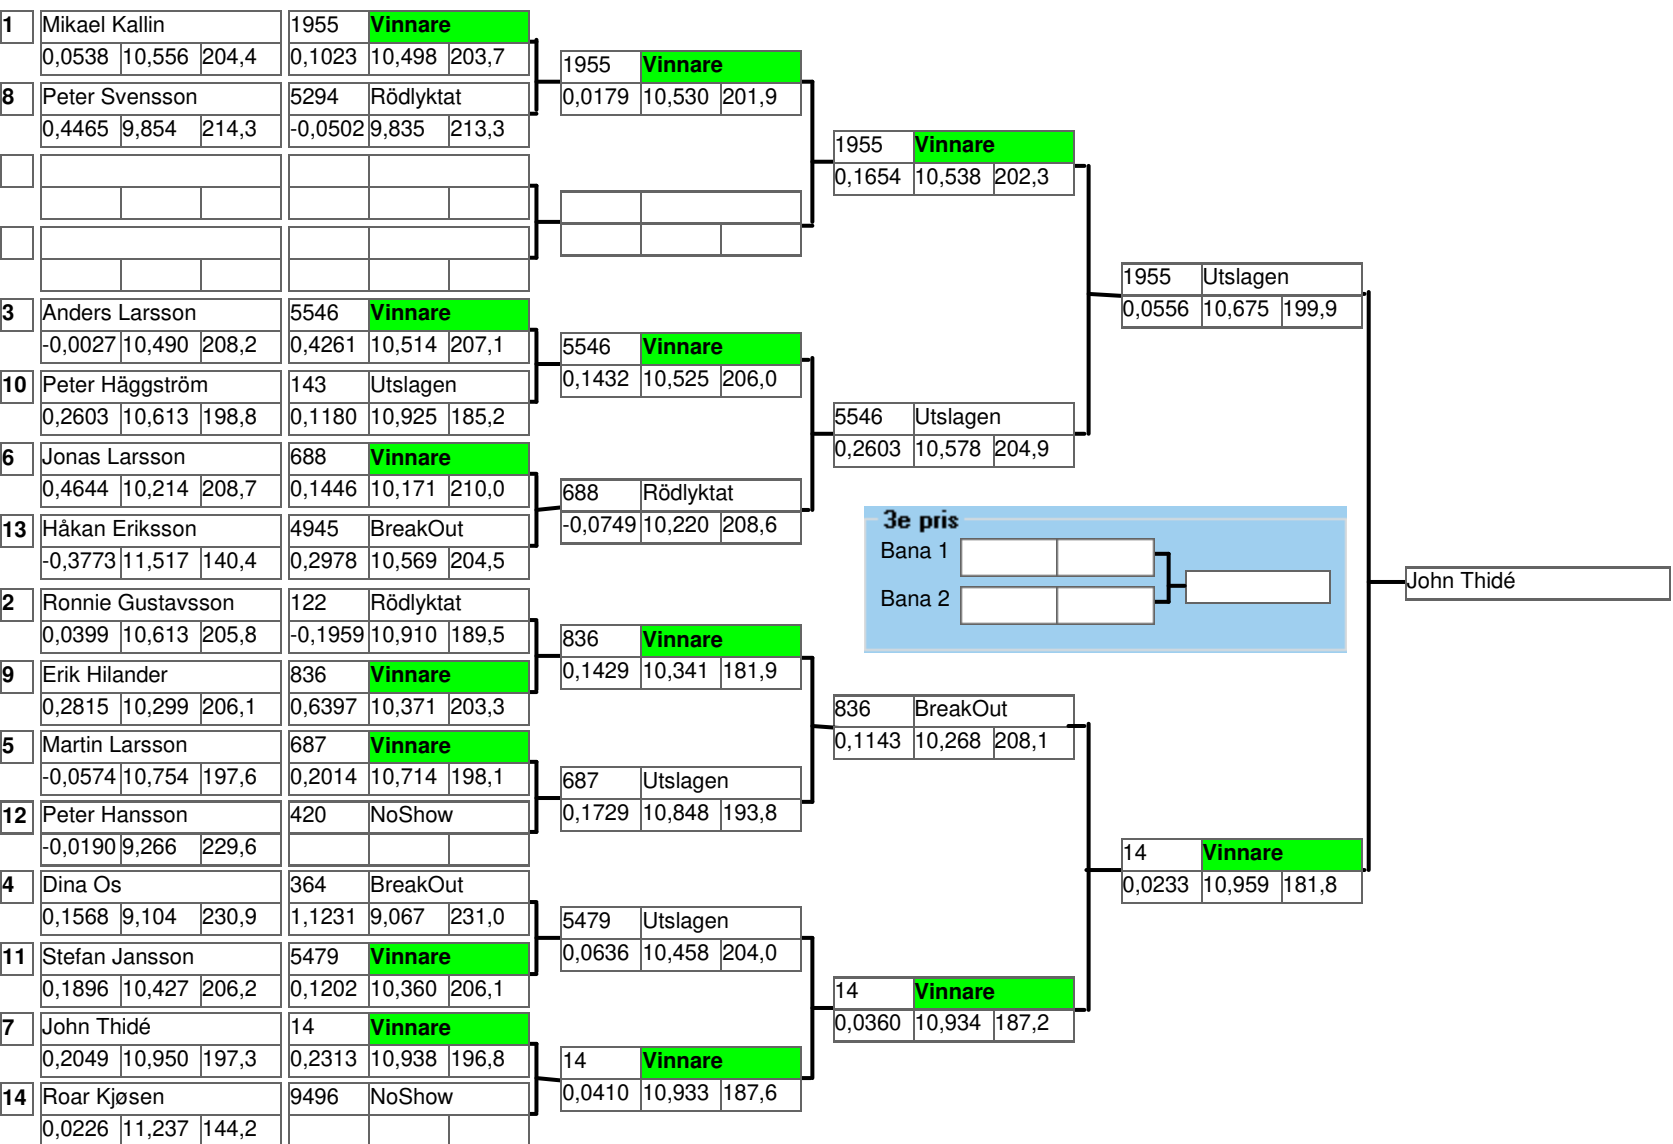 1 Mikael Kallin 1955 Vinnare
0,0538 10,556 204,4 0,1023 10,498 203,7
8 Peter Svensson 5294 Rödlyktat
0,4465 9,854 214,3 -0,0502 9,835 213,3
3 Anders Larsson 5546 Vinnare
-0,0027 10,490 208,2 0,4261 10,514 207,1
10 Peter Häggström 143 Utslagen
0,2603 10,613 198,8 0,1180 10,925 185,2
6 Jonas Larsson 688 Vinnare
0,4644 10,214 208,7 0,1446 10,171 210,0
13 Håkan Eriksson 4945 BreakOut
-0,3773 11,517 140,4 0,2978 10,569 204,5
2 Ronnie Gustavsson 122 Rödlyktat
0,0399 10,613 205,8 -0,1959 10,910 189,5
9 Erik Hilander 836 Vinnare
0,2815 10,299 206,1 0,6397 10,371 203,3
5 Martin Larsson 687 Vinnare
-0,0574 10,754 197,6 0,2014 10,714 198,1
12 Peter Hansson 420 NoShow
-0,0190 9,266 229,6
4 Dina Os 364 BreakOut
0,1568 9,104 230,9 1,1231 9,067 231,0
11 Stefan Jansson 5479 Vinnare
0,1896 10,427 206,2 0,1202 10,360 206,1
7 John Thidé 14 Vinnare
0,2049 10,950 197,3 0,2313 10,938 196,8
14 Roar Kjøsen 9496 NoShow
0,0226 11,237 144,2
1955 Vinnare
0,0179 10,530 201,9
5546 Vinnare
0,1432 10,525 206,0
688 Rödlyktat
-0,0749 10,220 208,6
836 Vinnare
0,1429 10,341 181,9
687 Utslagen
0,1729 10,848 193,8
5479 Utslagen
0,0636 10,458 204,0
14 Vinnare
0,0410 10,933 187,6
1955 Vinnare
0,1654 10,538 202,3
5546 Utslagen
0,2603 10,578 204,9
836 BreakOut
0,1143 10,268 208,1
14 Vinnare
0,0360 10,934 187,2
3e pris
Bana 1
Bana 2
1955 Utslagen
0,0556 10,675 199,9
14 Vinnare
0,0233 10,959 181,8
John Thidé